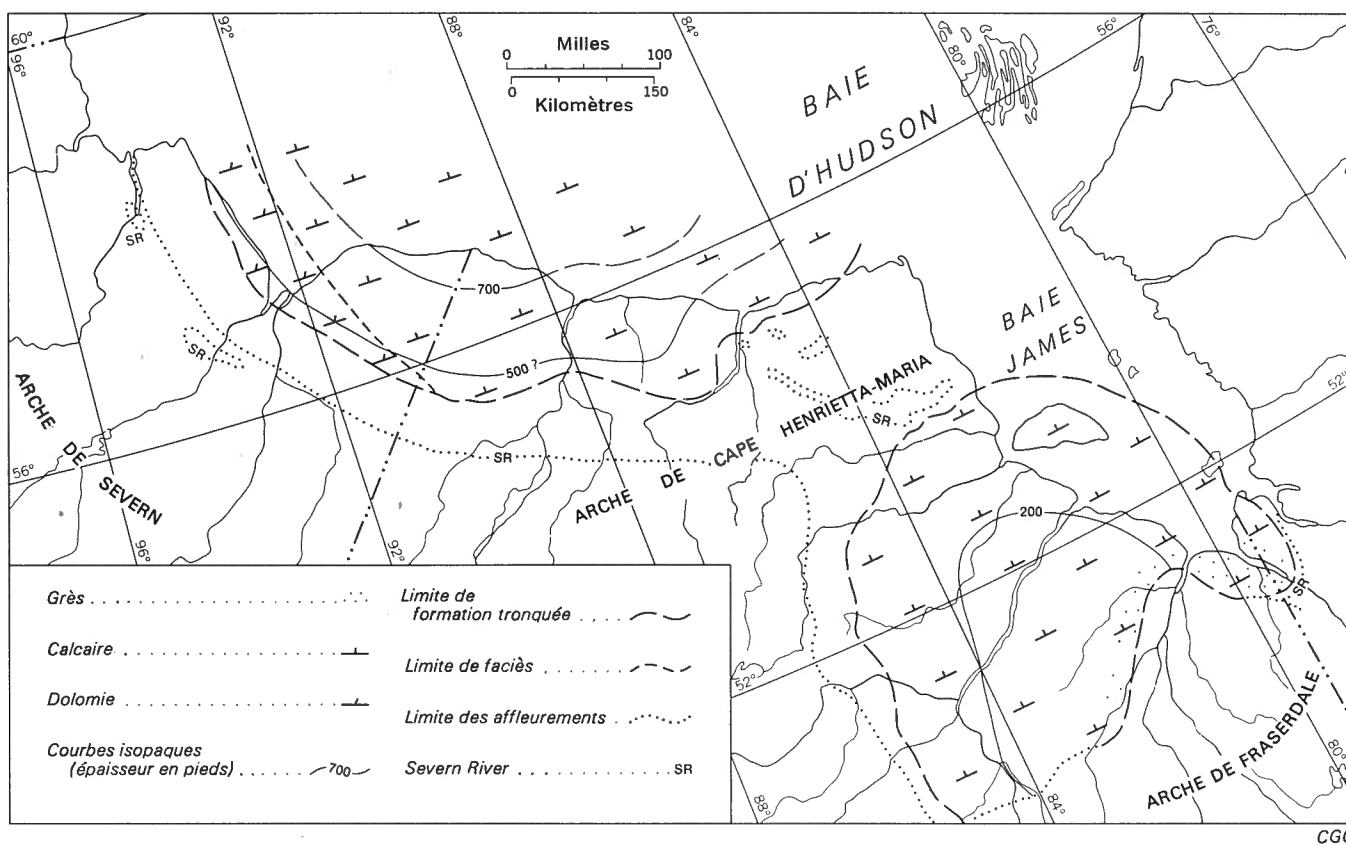 60°
96°
92°
88°
84°
80°
56°
76°
Milles
0 100
0 150
Kilomètres
BAIE
D'HUDSON
BAIE
JAMES
SR
SR
700
500 ?
SR
SR
200
SR
52°
ARCHE DE SEVERN
ARCHE DE CAPE HENRIETTA-MARIA
ARCHE DE FRASERDALE
56°
96°
92°
52°
88°
84°
80°
Grès
Calcaire
Dolomie
Courbes isopaques
(épaisseur en pieds) 700
Limite de
formation tronquée
Limite de faciès
Limite des affleurements
Severn River SR